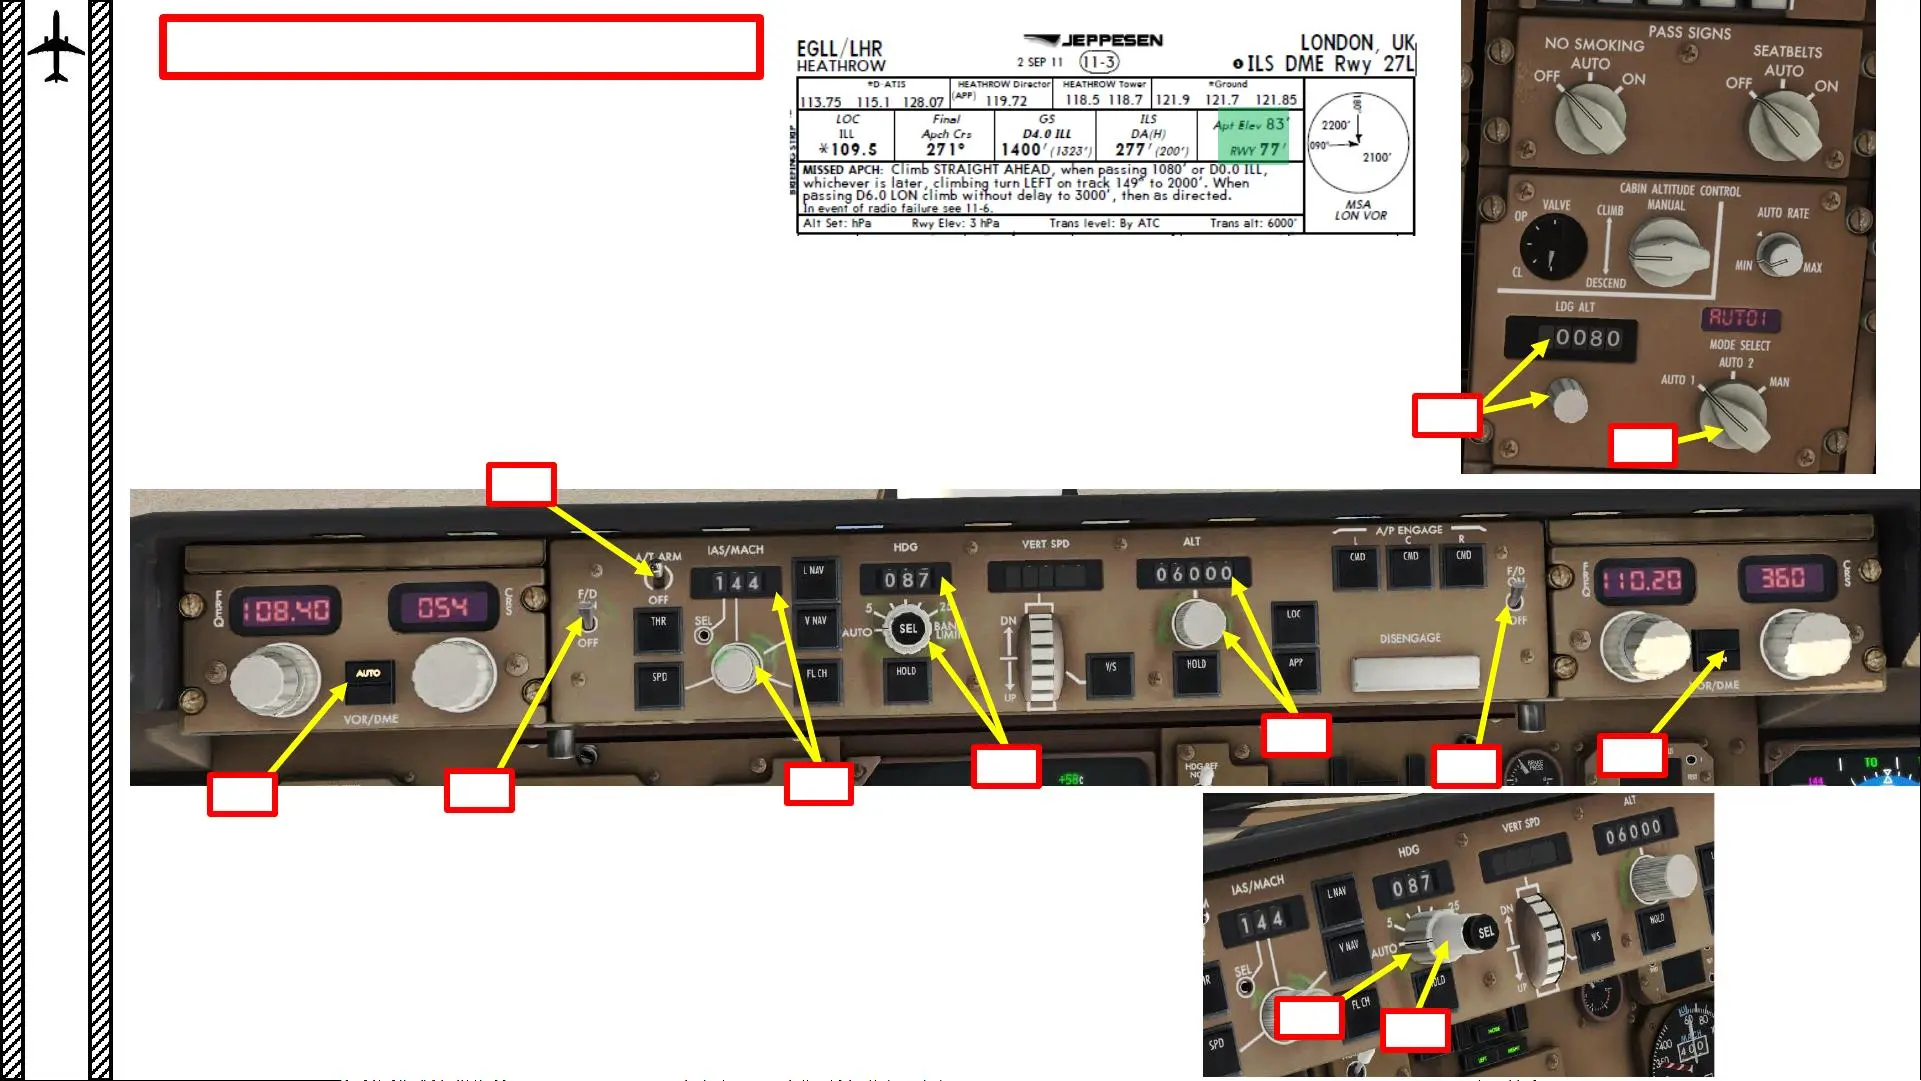 JEPPESEN
EGLL/LHR
HEATHROW
2 SEP 11
11-3
LONDON, UK
ILS DME Rwy 27L
*D-ATIS
HEATHROW Director
HEATHROW Tower
*Ground
113.75 115.1 128.07
(APP) 119.72
118.5 118.7
121.9
121.7 121.85
LOC
ILL
*109.5
Final
Apch Crs
271°
GS
D4.0 ILL
1400' (1323')
ILS
DA(H)
277' (200')
Apt Elev 83'
RWY 77'
MISSED APCH: Climb STRAIGHT AHEAD, when passing 1080' or D0.0 ILL,
whichever is later, climbing turn LEFT on track 149° to 2000'. When
passing D6.0 LON climb without delay to 3000', then as directed.
In event of radio failure see 11-6.
Alt Set: hPa
Rwy Elev: 3 hPa
Trans level: By ATC
Trans alt: 6000'
180°
2200'
090°
2100'
MSA
LON VOR
PASS SIGNS
NO SMOKING
AUTO
OFF
ON
SEATBELTS
AUTO
OFF
ON
CABIN ALTITUDE CONTROL
VALVE
OP
CL
CLIMB
DESCEND
MANUAL
AUTO RATE
MIN
MAX
LDG ALT
0080
AUTO1
MODE SELECT
AUTO 2
AUTO 1
MAN
108.40
054
AUTO
VOR/DME
F/D
OFF
A/T ARM
OFF
THR
SPD
IAS/MACH
144
SEL
L NAV
V NAV
FL CH
HDG
087
5
25
AUTO
SEL
HOLD
VERT SPD
DN
UP
V/S
ALT
06000
HOLD
LOC
APP
A/P ENGAGE
L
C
R
CMD
CMD
CMD
DISENGAGE
F/D
ON
OFF
110.20
360
VOR/DME
HDG REF
+58c
BRAKE
PRESS
144
TO
IAS/MACH
144
SEL
SPD
L NAV
V NAV
FL CH
HDG
087
5
25
AUTO
SEL
VERT SPD
DN
UP
V/S
ALT
06000
HOLD
MACH
400